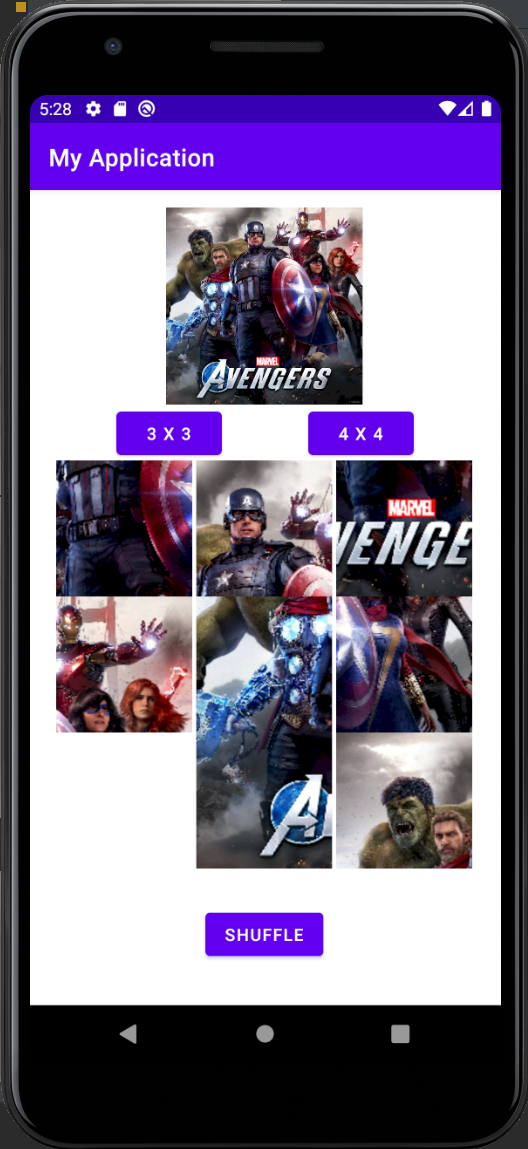 5:28
My Application
MARVEL
AVENGERS
3 X 3
4 X 4
MARVEL
VENGE
A
SHUFFLE